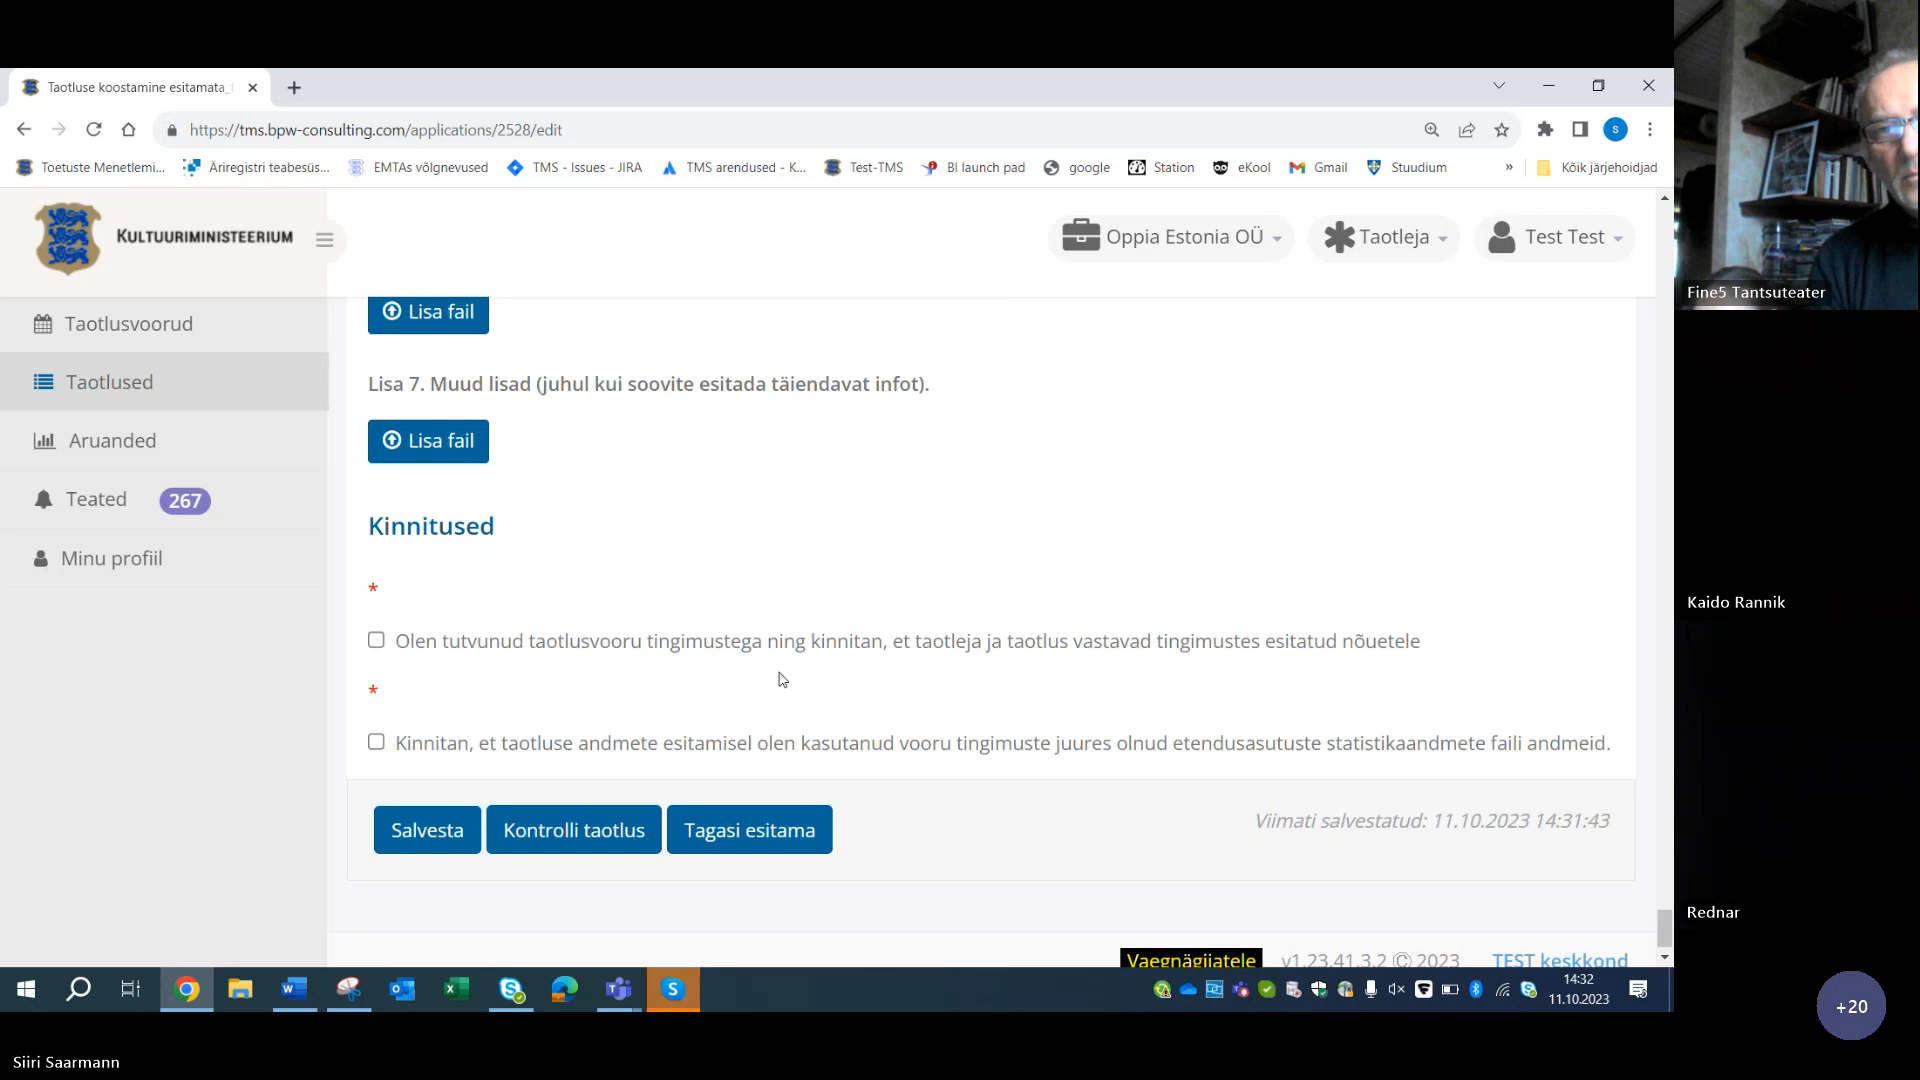 Taotluse koostamine esitamata_
https://tms.bpw-consulting.com/applications/2528/edit
Toetuste Menetlemi...
Äriregistri teabesüs...
EMTAs võlgnevused
TMS - Issues - JIRA
TMS arendused - K...
Test-TMS
BI launch pad
google
Station
eKool
Gmail
Stuudium
»
Kõik järjehoidjad
KULTUURIMINISTEERIUM
Oppia Estonia OÜ
Taotleja
Test Test
Taotlusvoorud
Taotlused
Aruanded
Teated 267
Minu profiil
Lisa fail
Lisa 7. Muud lisad (juhul kui soovite esitada täiendavat infot).
Lisa fail
Kinnitused
*
Olen tutvunud taotlusvooru tingimustega ning kinnitan, et taotleja ja taotlus vastavad tingimustes esitatud nõuetele
*
Kinnitan, et taotluse andmete esitamisel olen kasutanud vooru tingimuste juures olnud etendusasutuste statistikaandmete faili andmeid.
Salvesta
Kontrolli taotlus
Tagasi esitama
Viimati salvestatud: 11.10.2023 14:31:43
Vaegnägijatele
v1.23.41.3.2 © 2023
TEST keskkond
14:32
11.10.2023
Fine5 Tantsuteater
Kaido Rannik
Rednar
+20
Siiri Saarmann